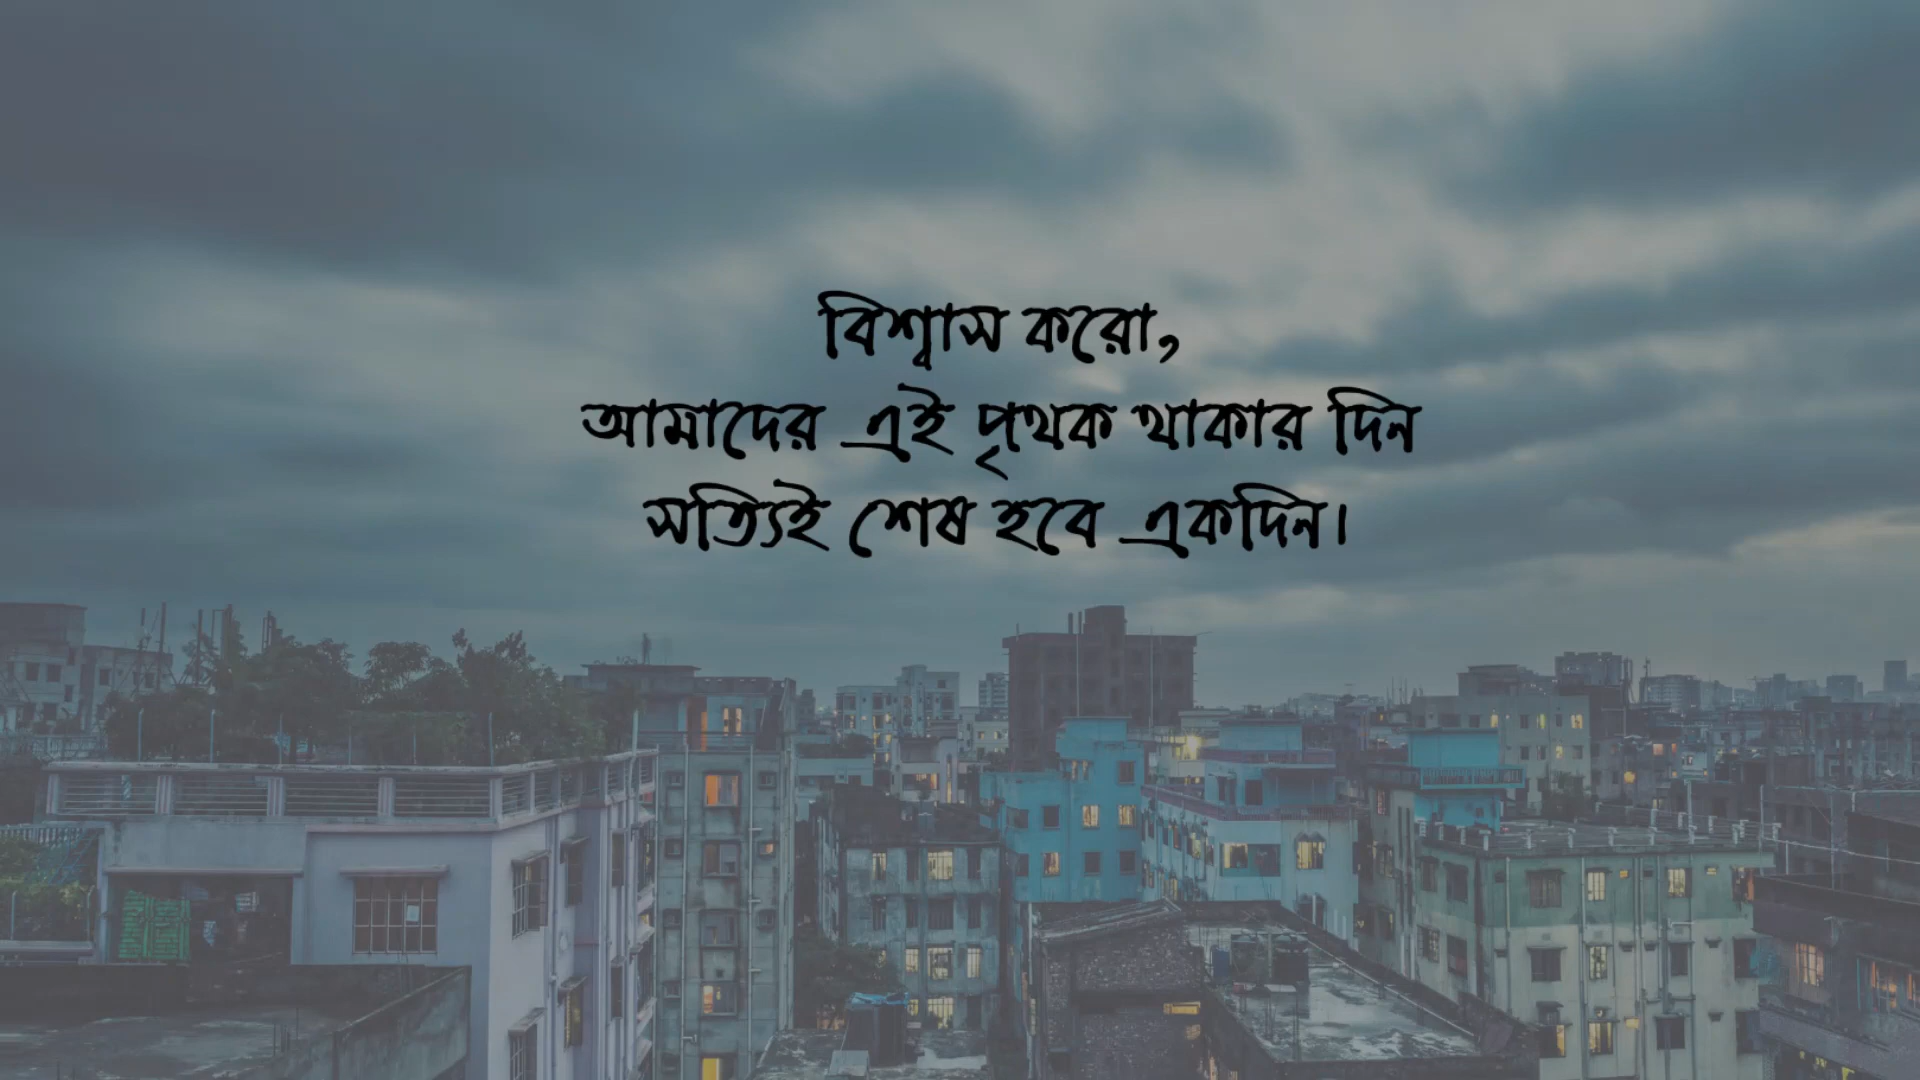 বিশ্বাস করো,
আমাদের এই পৃথক থাকার দিন
সত্যিই শেষ হবে একদিন।